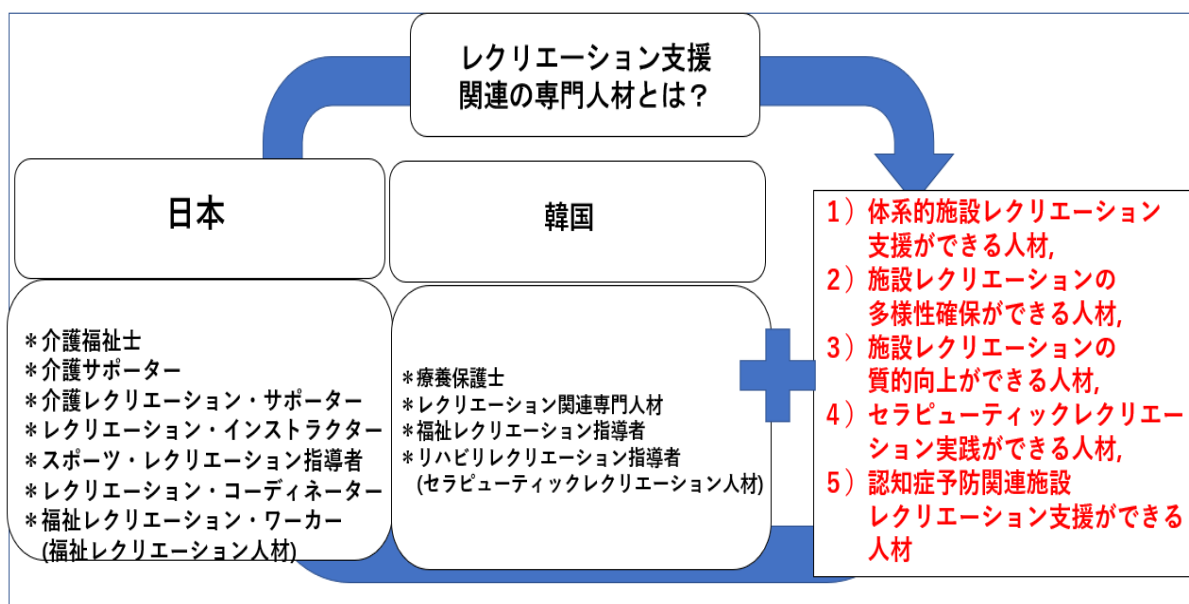 レクリエーション支援
関連の専門人材とは？
日本
＊介護福祉士
＊介護サポーター
＊介護レクリエーション・サポーター
＊レクリエーション・インストラクター
＊スポーツ・レクリエーション指導者
＊レクリエーション・コーディネーター
＊福祉レクリエーション・ワーカー
(福祉レクリエーション人材)
韓国
＊療養保護士
＊レクリエーション関連専門人材
＊福祉レクリエーション指導者
＊リハビリレクリエーション指導者
(セラピューティックレクリエーション人材)
1）体系的施設レクリエーション
支援ができる人材,
2）施設レクリエーションの
多様性確保ができる人材,
3）施設レクリエーションの
質的向上ができる人材,
4）セラピューティックレクリエー
ション実践ができる人材,
5）認知症予防関連施設
レクリエーション支援ができる
人材